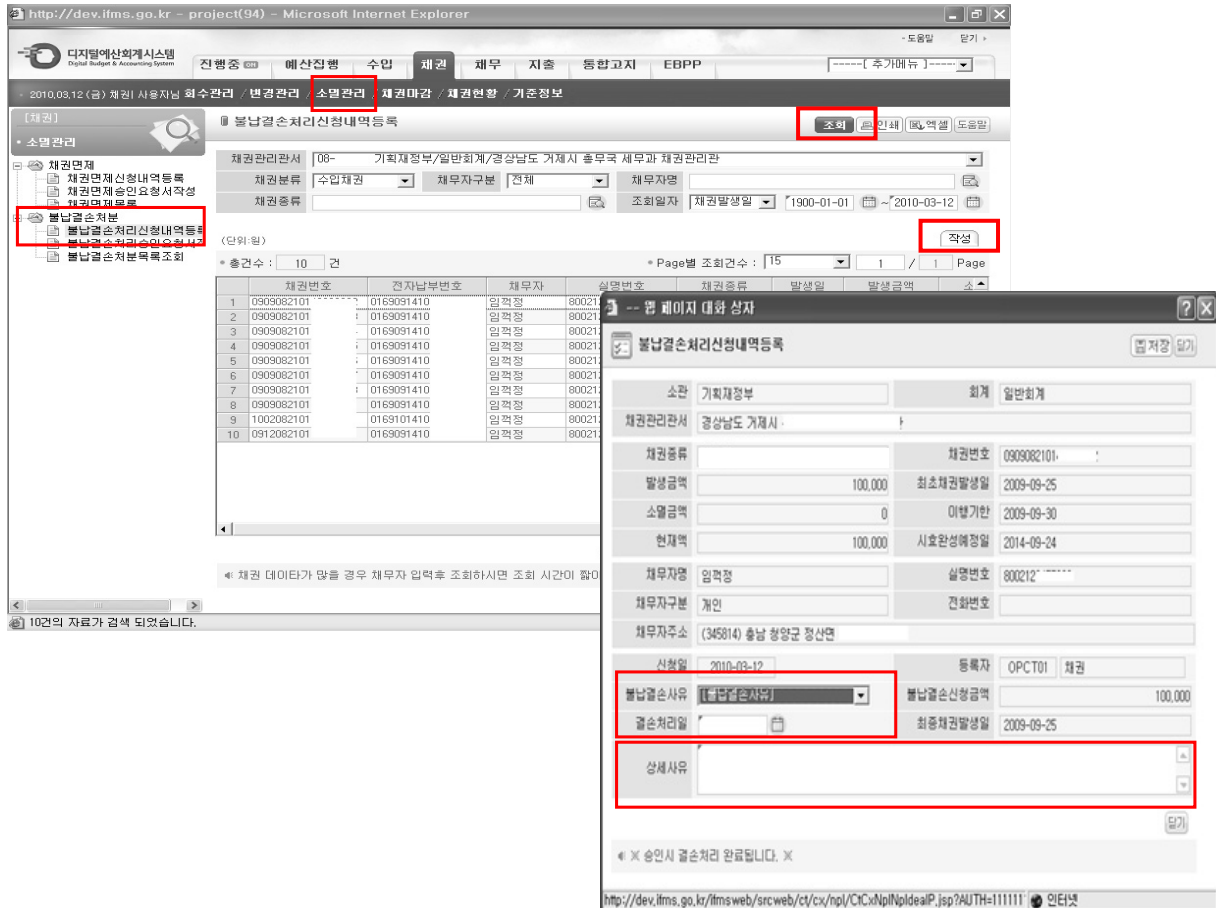 http://dev.ifms.go.kr - project(94) - Microsoft Internet Explorer
- 도움말 닫기 ›
디지털예산회계시스템
Digital Budget & Accounting System
진행중 예산집행 수입 채권 채무 지출 통합고지 EBPP -----[ 추가메뉴 ]-----
- 2010,03,12 (금) 채권| 사용자님 회수관리 / 변경관리 / 소멸관리 / 채권마감 / 채권현황 / 기준정보
[채권]
• 소멸관리
채권면제
채권면제신청내역등록
채권면제승인요청서작성
채권면제목록
불납결손처분
불납결손처리신청내역등록
불납결손처리승인요청서작
불납결손처분목록조회
불납결손처리신청내역등록
조회 인쇄 엑셀 도움말
채권관리관서 08- 기획재정부/일반회계/경상남도 거제시 총무국 세무과 채권관리관
채권분류 수입채권 채무자구분 전체 채무자명
채권종류 조회일자 채권발생일 1900-01-01 ~ 2010-03-12
(단위:원) 작성
총건수 : 10 건 Page별 조회건수 : 15 1 / 1 Page
채권번호 전자납부번호 채무자 실명번호 채권종류 발생일 발생금액 소
1 0909082101 0169091410 임꺽정 80021
2 0909082101 0169091410 임꺽정 80021
3 0909082101 0169091410 임꺽정 80021
4 0909082101 0169091410 임꺽정 80021
5 0909082101 0169091410 임꺽정 80021
6 0909082101 0169091410 임꺽정 80021
7 0909082101 0169091410 임꺽정 80021
8 0909082101 0169091410 임꺽정 80021
9 1002082101 0169101410 임꺽정 80021
10 0912082101 0169091410 임꺽정 80021
채권 데이타가 많을 경우 채무자 입력후 조회하시면 조회 시간이 짧아
10건의 자료가 검색 되었습니다.
-- 웹 페이지 대화 상자
불납결손처리신청내역등록
저장 닫기
소관 기획재정부 회계 일반회계
채권관리관서 경상남도 거제시
채권종류 채권번호 0909082101
발생금액 100,000 최초채권발생일 2009-09-25
소멸금액 0 이행기한 2009-09-30
현재액 100,000 시효완성예정일 2014-09-24
채무자명 임꺽정 실명번호 800212
채무자구분 개인 전화번호
채무자주소 (345814) 충남 청양군 정산면
신청일 2010-03-12 등록자 OPCT01 채권
불납결손사유 [불납결손사유] 불납결손신청금액 100,000
결손처리일 최종채권발생일 2009-09-25
상세사유
닫기
※ 승인시 결손처리 완료됩니다. ※
http://dev.ifms.go.kr/ifmsweb/srcweb/ct/cx/npl/CtCxNplNpldealP.jsp?AUTH=111111 인터넷